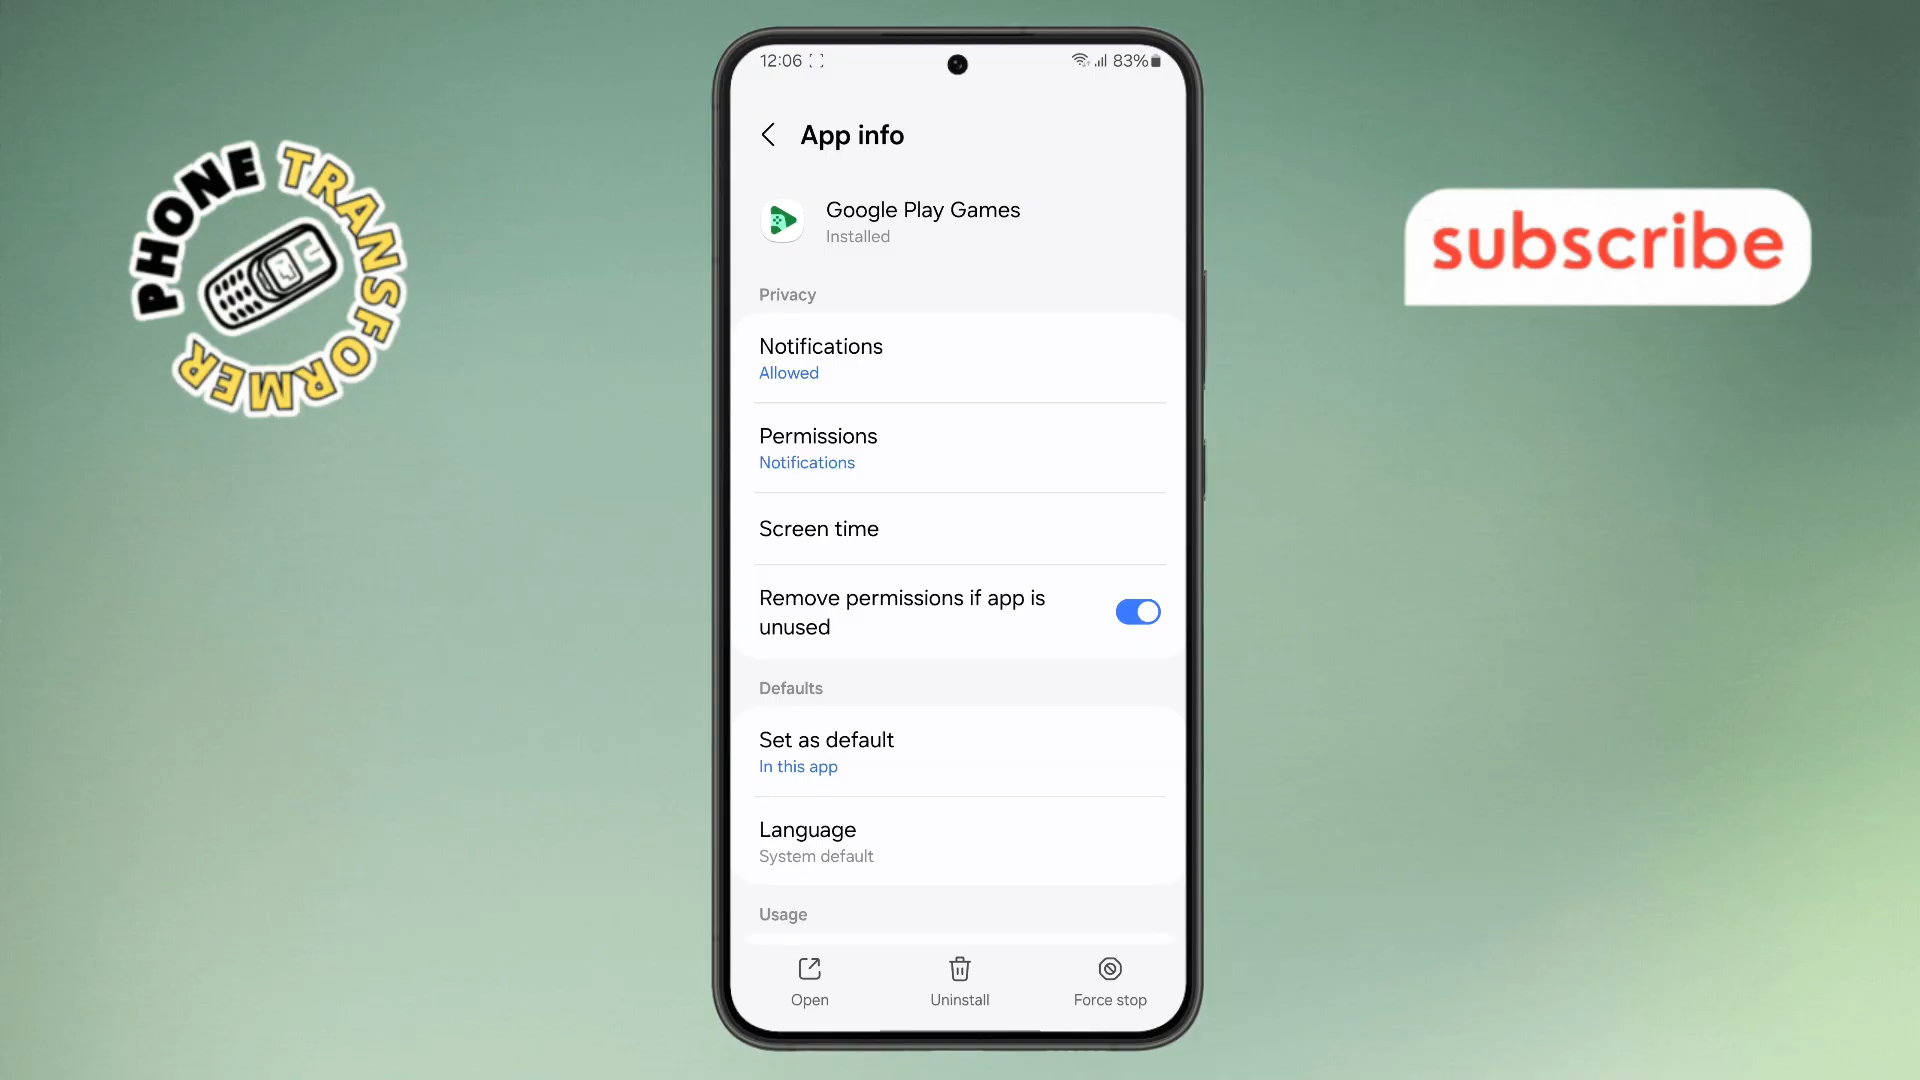 PHONE TRANSFORMER
subscribe
12:06
83%
App info
Google Play Games
Installed
Privacy
Notifications
Allowed
Permissions
Notifications
Screen time
Remove permissions if app is
unused
Defaults
Set as default
In this app
Language
System default
Usage
Open
Uninstall
Force stop